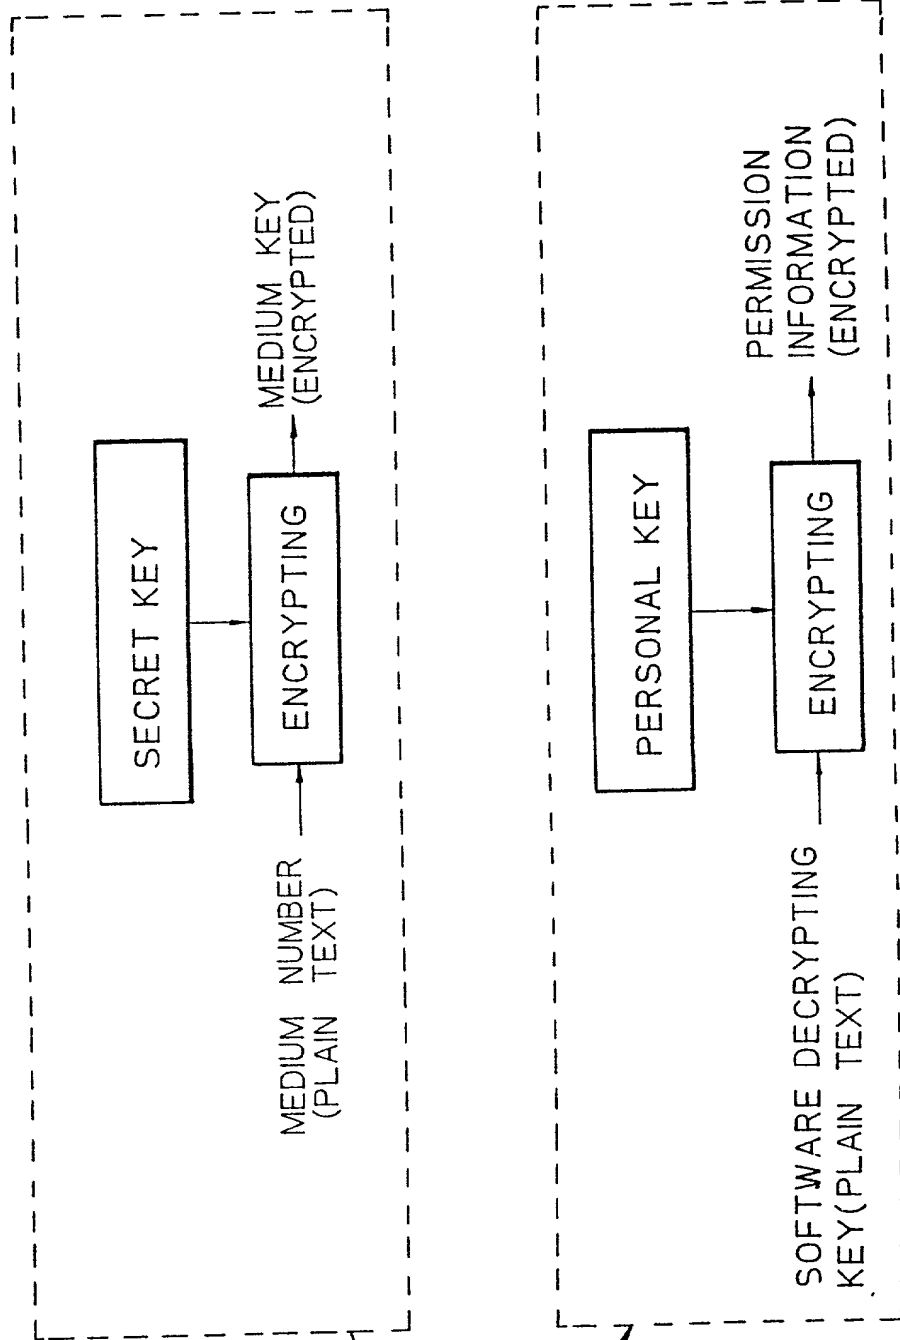 SECRET KEY
MEDIUM NUMBER
(PLAIN TEXT)
ENCRYPTING
MEDIUM KEY
(ENCRYPTED)
PERSONAL KEY
SOFTWARE DECRYPTING
KEY(PLAIN TEXT)
ENCRYPTING
PERMISSION
INFORMATION
(ENCRYPTED)